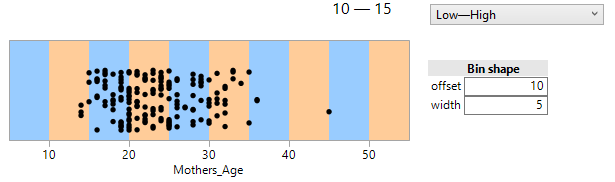 10 — 15
Low—High
Bin shape
offset 10
width 5
10 20 30 40 50
Mothers_Age